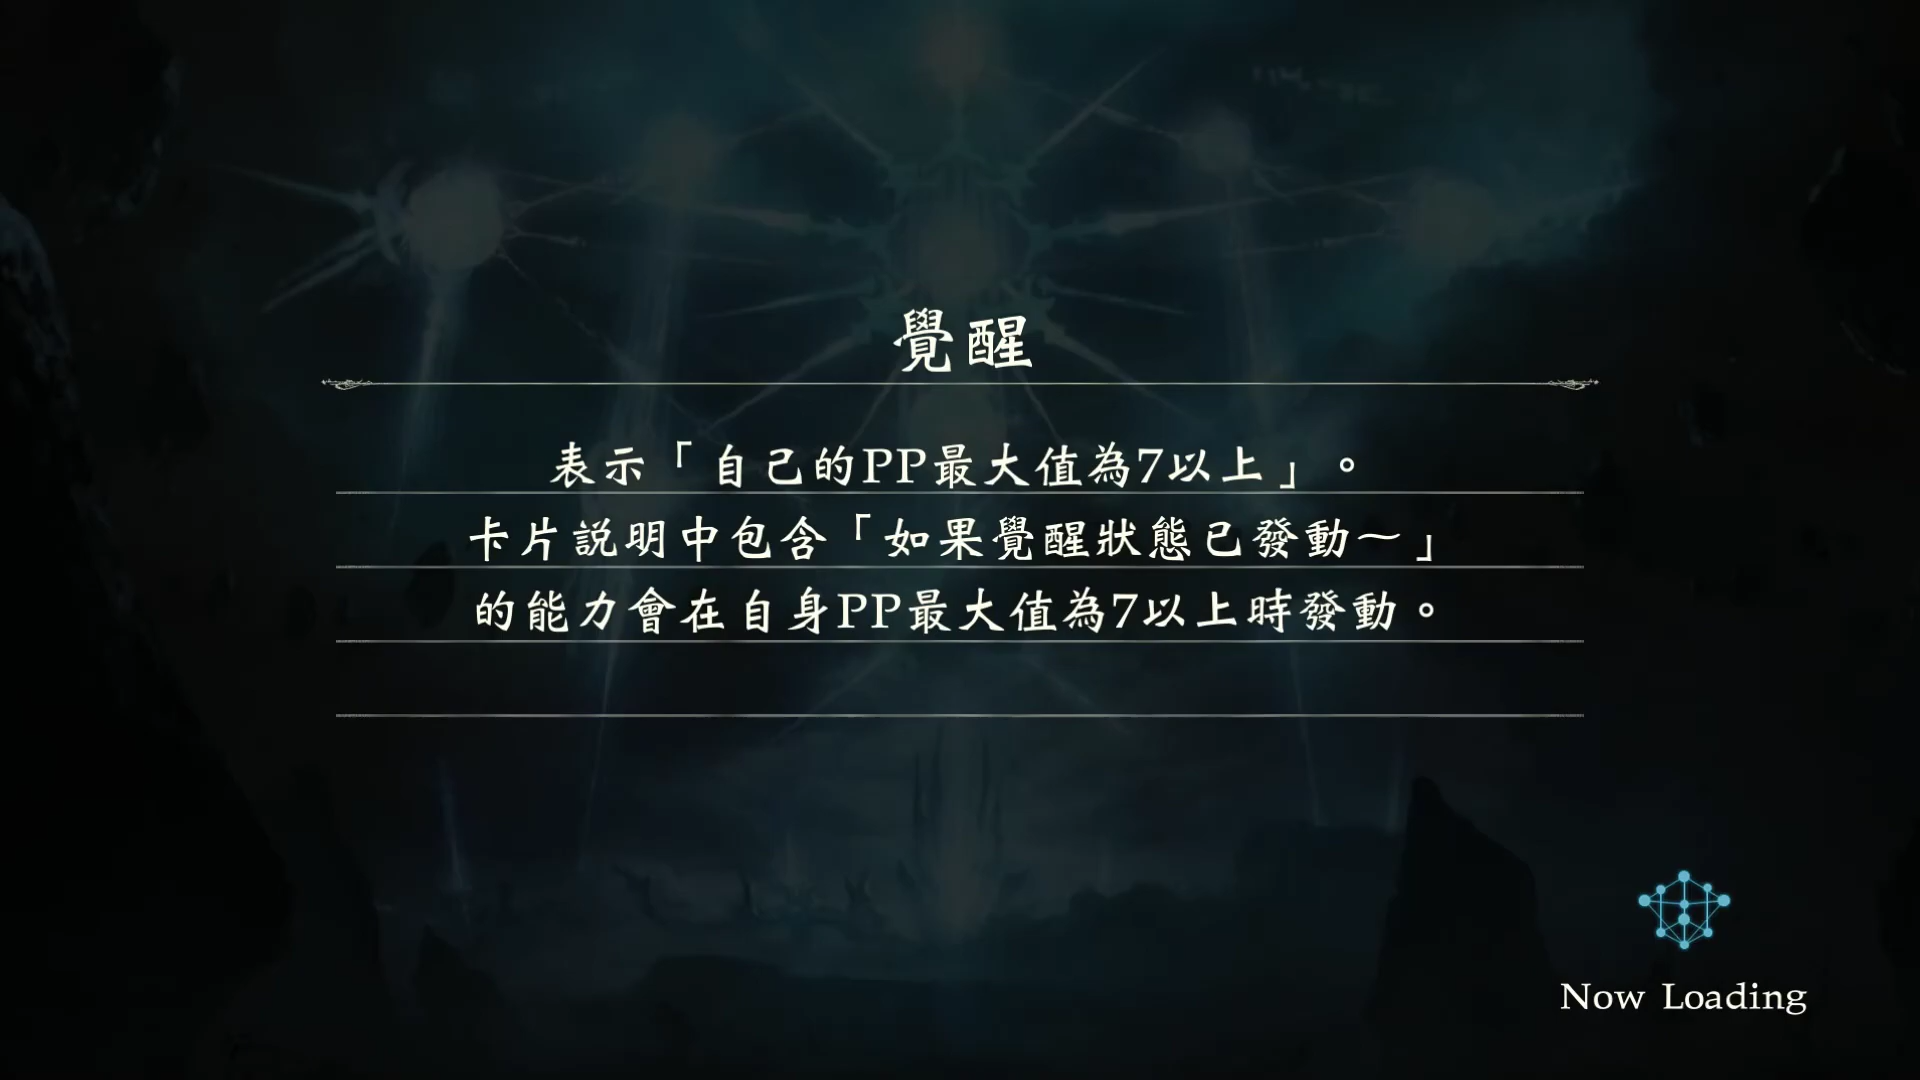 覺醒
表示「自己的PP最大值為7以上」。
卡片説明中包含「如果覺醒狀態已發動～」
的能力會在自身PP最大值為7以上時發動。
Now Loading